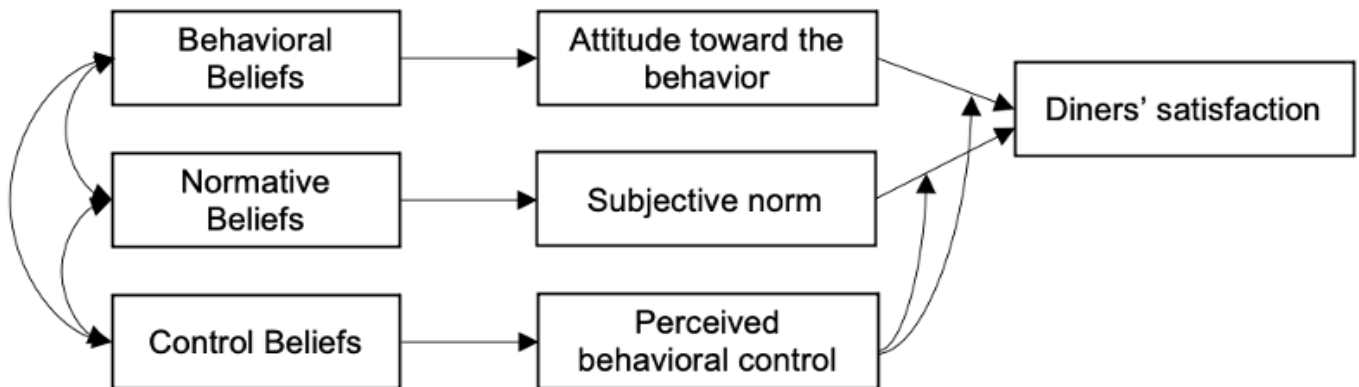 Behavioral
Beliefs
Attitude toward the
behavior
Diners’ satisfaction
Normative
Beliefs
Subjective norm
Control Beliefs
Perceived
behavioral control